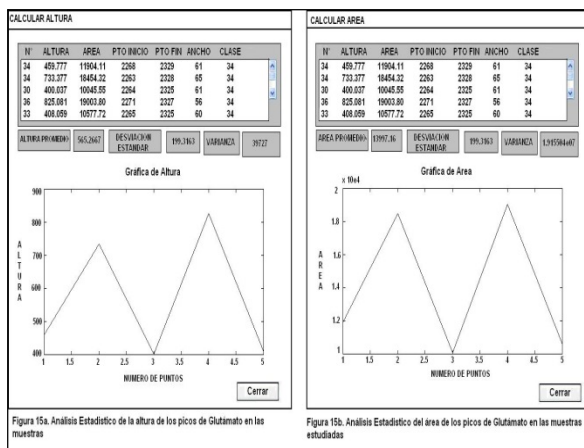 CALCULAR ALTURA
N° ALTURA AREA PTO INICIO PTO FIN ANCHO CLASE
34 459.777 11904.11 2268 2329 61 34
34 733.377 18454.32 2263 2328 65 34
30 400.037 10045.55 2264 2325 61 34
36 825.081 19003.80 2271 2327 56 34
33 408.059 10577.72 2265 2325 60 34
ALTURA PROMEDIO 565.2667 DESVIACION ESTANDAR 199.3163 VARIANZA 39727
Gráfica de Altura
900
800
700
600
500
400
ALTURA
1 1.5 2 2.5 3 3.5 4 4.5 5
NUMERO DE PUNTOS
Cerrar
Figura 15a. Análisis Estadistico de la altura de los picos de Glutámato en las
muestras
CALCULAR AREA
N° ALTURA AREA PTO INICIO PTO FIN ANCHO CLASE
34 459.777 11904.11 2268 2329 61 34
34 733.377 18454.32 2263 2328 65 34
30 400.037 10045.55 2264 2325 61 34
36 825.081 19003.80 2271 2327 56 34
33 408.059 10577.72 2265 2325 60 34
AREA PROMEDIO 13997.16 DESVIACION ESTANDAR 199.3163 VARIANZA 1.915504e+07
Gráfica de Area
x 10^4
2
1.8
1.6
1.4
1.2
1
AREA
1 1.5 2 2.5 3 3.5 4 4.5 5
NUMERO DE PUNTOS
Cerrar
Figura 15b. Análisis Estadistico del área de los picos de Glutámato en las muestras
estudiadas